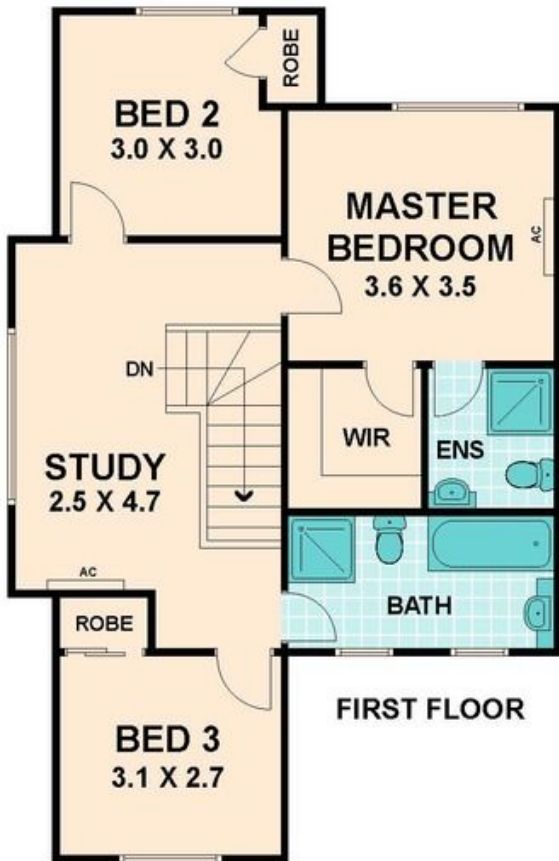 ROBE
BED 2
3.0 X 3.0
MASTER
BEDROOM
3.6 X 3.5
AC
DN
WIR
ENS
STUDY
2.5 X 4.7
AC
ROBE
BATH
BED 3
3.1 X 2.7
FIRST FLOOR